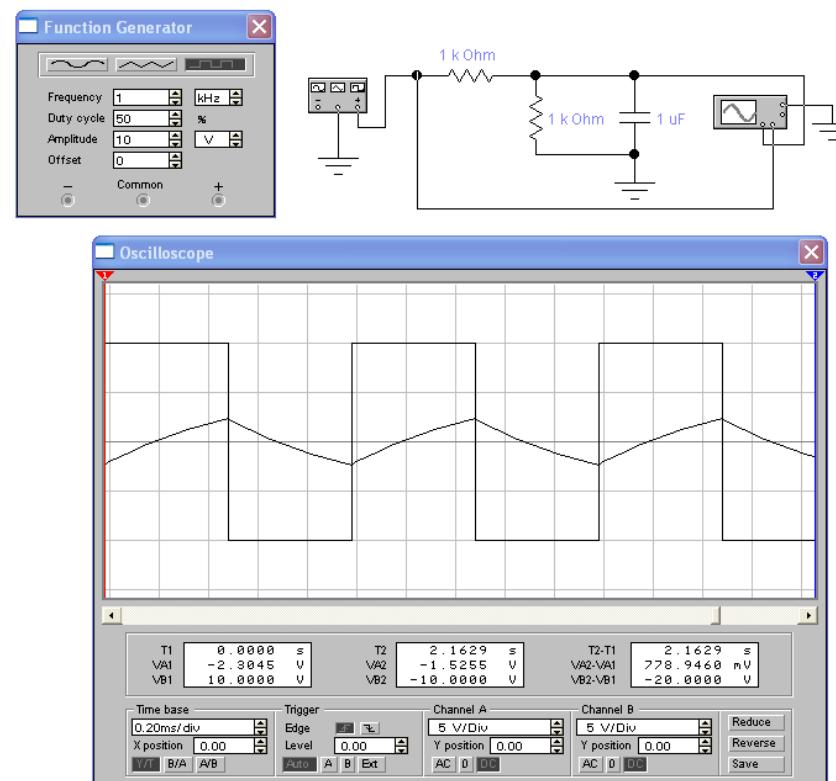 Function Generator
Frequency 1 kHz
Duty cycle 50 %
Amplitude 10 V
Offset 0
− Common +
1 k Ohm
− +
1 k Ohm
1 uF
Oscilloscope
1 2
T1 0.0000 s T2 2.1629 s T2-T1 2.1629 s
VA1 -2.3045 V VA2 -1.5255 V VA2-VA1 778.9460 mV
VB1 10.0000 V VB2 -10.0000 V VB2-VB1 -20.0000 V
Time base Trigger Channel A Channel B
0.20ms/div Edge 5 V/Div 5 V/Div Reduce
X position 0.00 Level 0.00 Y position 0.00 Y position 0.00 Reverse
Y/T B/A A/B Auto A B Ext AC 0 DC AC 0 DC Save